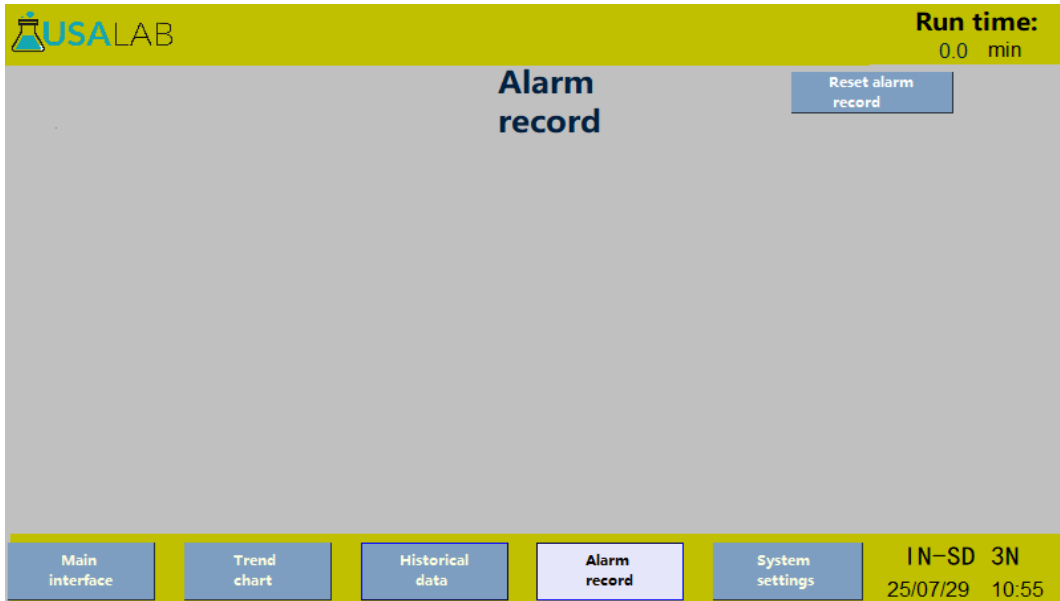 USALAB
Run time:
0.0 min
Alarm
record
Reset alarm
record
Main
interface
Trend
chart
Historical
data
Alarm
record
System
settings
IN-SD 3N
25/07/29 10:55